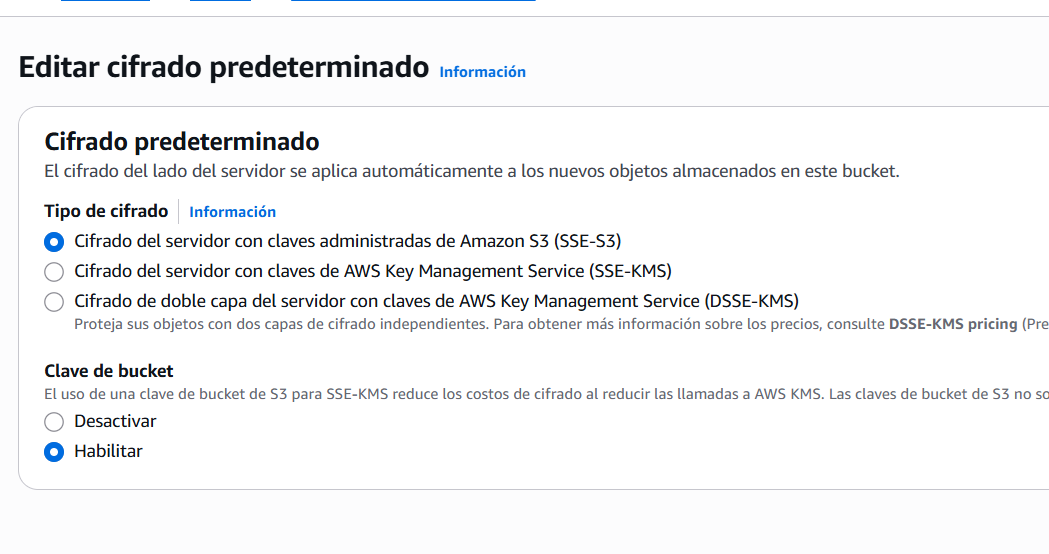 Editar cifrado predeterminado Información
Cifrado predeterminado
El cifrado del lado del servidor se aplica automáticamente a los nuevos objetos almacenados en este bucket.
Tipo de cifrado Información
Cifrado del servidor con claves administradas de Amazon S3 (SSE-S3)
Cifrado del servidor con claves de AWS Key Management Service (SSE-KMS)
Cifrado de doble capa del servidor con claves de AWS Key Management Service (DSSE-KMS)
Proteja sus objetos con dos capas de cifrado independientes. Para obtener más información sobre los precios, consulte DSSE-KMS pricing (Pre
Clave de bucket
El uso de una clave de bucket de S3 para SSE-KMS reduce los costos de cifrado al reducir las llamadas a AWS KMS. Las claves de bucket de S3 no so
Desactivar
Habilitar